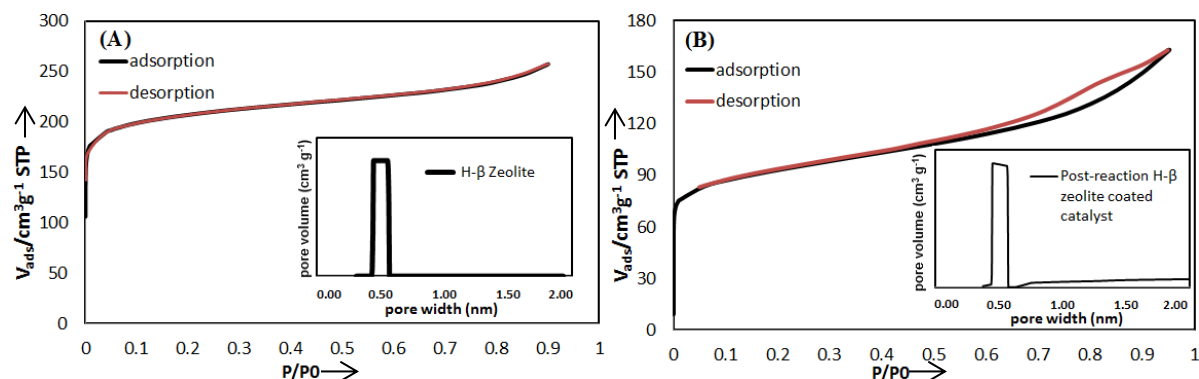 (A)
adsorption
desorption
V_ads/cm³g⁻¹ STP
300
250
200
150
100
50
0
0 0.1 0.2 0.3 0.4 0.5 0.6 0.7 0.8 0.9 1
P/P0
H-β Zeolite
pore volume (cm³ g⁻¹)
0.00 0.50 1.00 1.50 2.00
pore width (nm)
(B)
adsorption
desorption
V_ads/cm³g⁻¹ STP
180
150
120
90
60
30
0
0 0.1 0.2 0.3 0.4 0.5 0.6 0.7 0.8 0.9 1
P/P0
Post-reaction H-β
zeolite coated
catalyst
pore volume (cm³ g⁻¹)
0.00 0.50 1.00 1.50 2.00
pore width (nm)